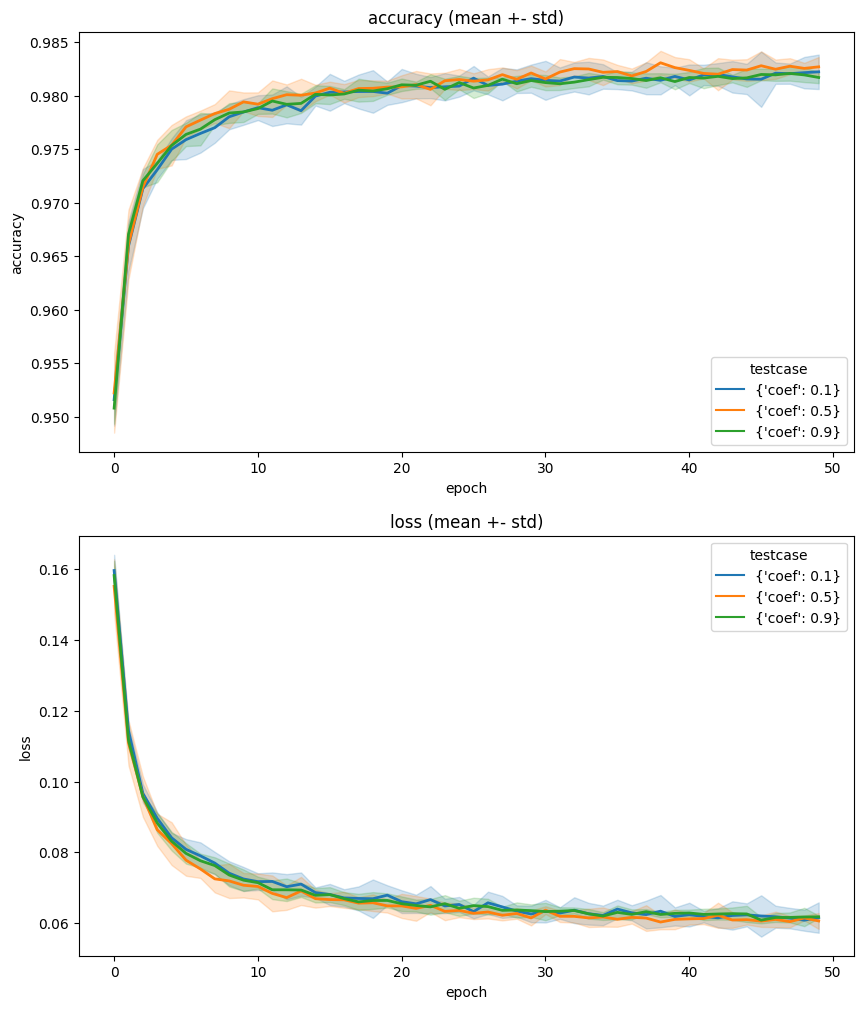 accuracy (mean +- std)
0.985
0.980
0.975
0.970
0.965
0.960
0.955
0.950
accuracy
0
10
20
30
40
50
epoch
testcase
{'coef': 0.1}
{'coef': 0.5}
{'coef': 0.9}
loss (mean +- std)
0.16
0.14
0.12
0.10
0.08
0.06
loss
0
10
20
30
40
50
epoch
testcase
{'coef': 0.1}
{'coef': 0.5}
{'coef': 0.9}